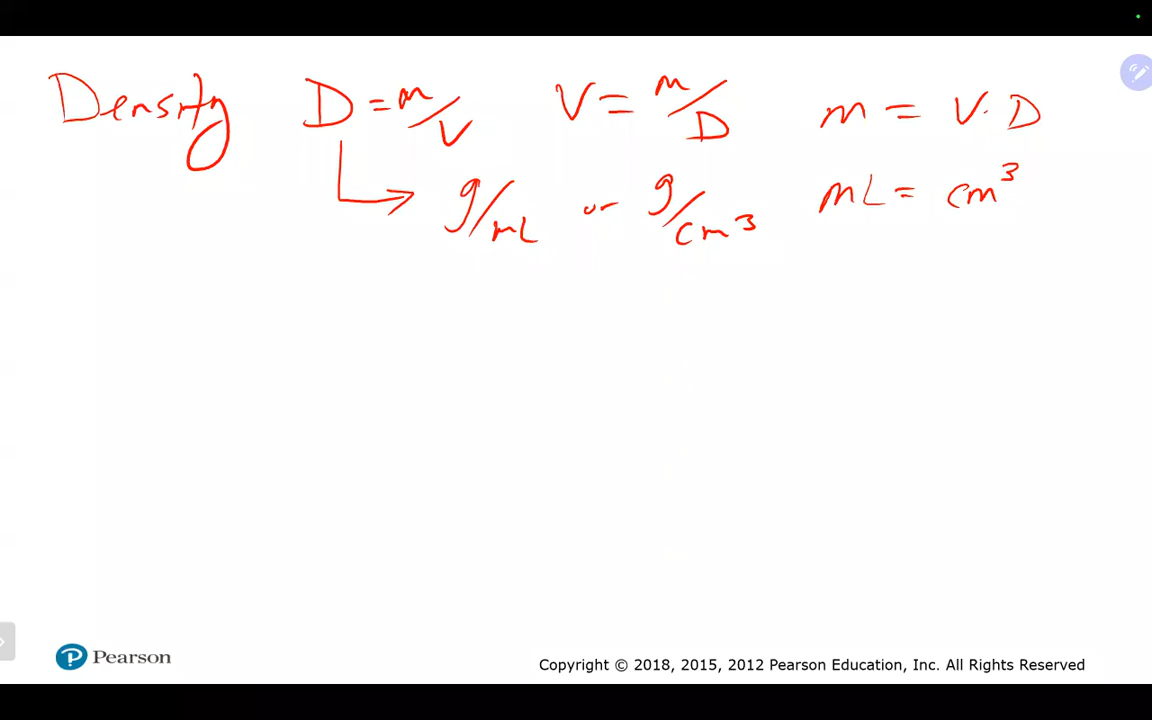 Density D = m/V V = m/D m = V·D
g/mL or g/cm³ mL = cm³
Pearson
Copyright © 2018, 2015, 2012 Pearson Education, Inc. All Rights Reserved